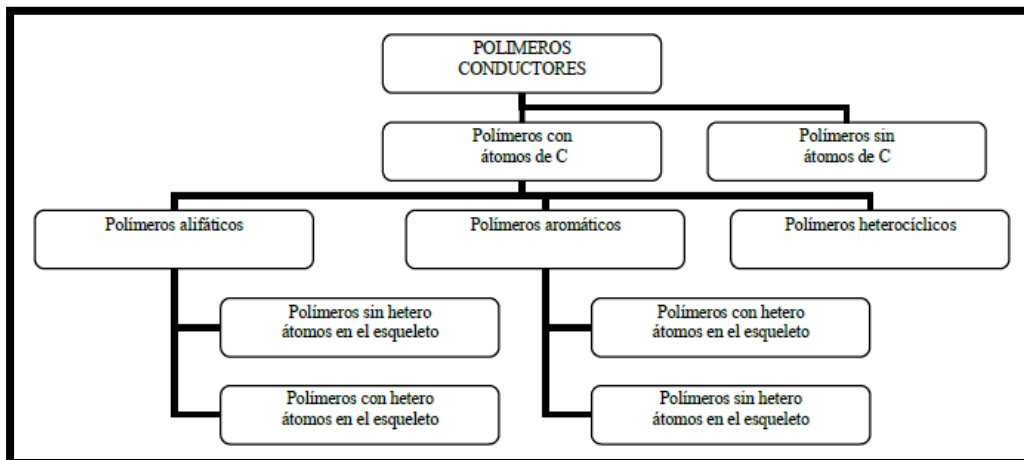 POLIMEROS
CONDUCTORES
Polímeros con
átomos de C
Polímeros sin
átomos de C
Polímeros alifáticos
Polímeros aromáticos
Polímeros heterocíclicos
Polímeros sin hetero
átomos en el esqueleto
Polímeros con hetero
átomos en el esqueleto
Polímeros con hetero
átomos en el esqueleto
Polímeros sin hetero
átomos en el esqueleto